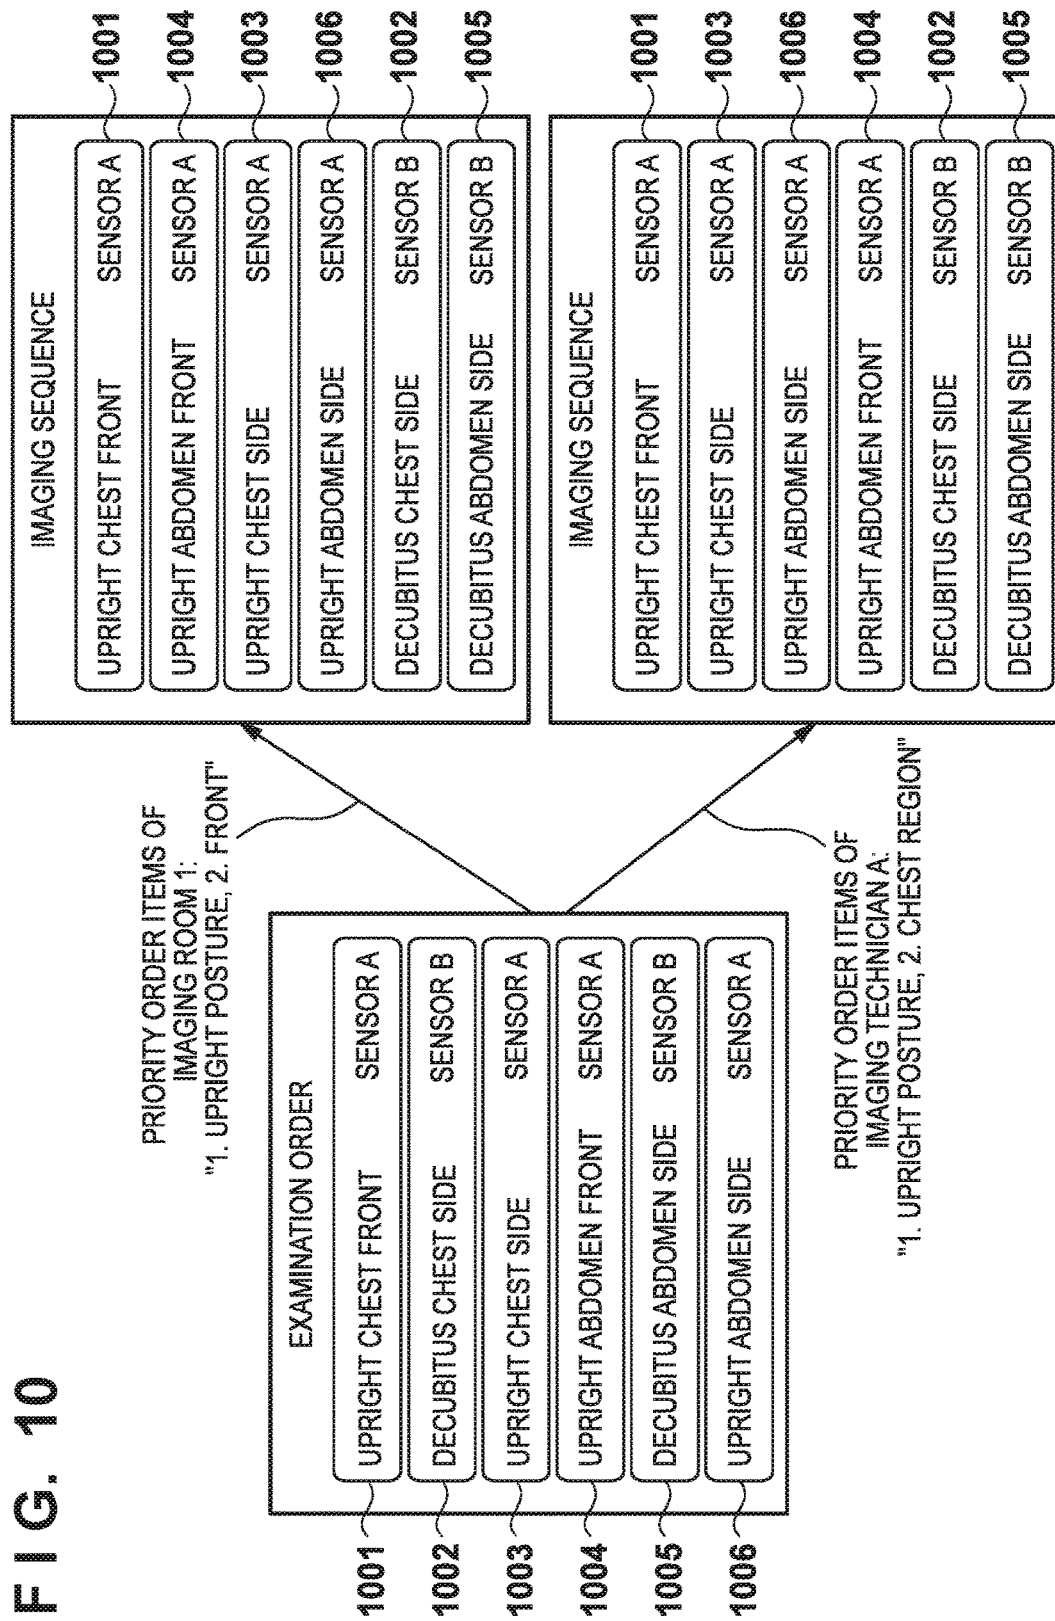 FIG. 10
EXAMINATION ORDER
1001 UPRIGHT CHEST FRONT SENSOR A
1002 DECUBITUS CHEST SIDE SENSOR B
1003 UPRIGHT CHEST SIDE SENSOR A
1004 UPRIGHT ABDOMEN FRONT SENSOR A
1005 DECUBITUS ABDOMEN SIDE SENSOR B
1006 UPRIGHT ABDOMEN SIDE SENSOR A
PRIORITY ORDER ITEMS OF
IMAGING ROOM 1:
"1. UPRIGHT POSTURE, 2. FRONT"
IMAGING SEQUENCE
UPRIGHT CHEST FRONT SENSOR A 1001
UPRIGHT ABDOMEN FRONT SENSOR A 1004
UPRIGHT CHEST SIDE SENSOR A 1003
UPRIGHT ABDOMEN SIDE SENSOR A 1006
DECUBITUS CHEST SIDE SENSOR B 1002
DECUBITUS ABDOMEN SIDE SENSOR B 1005
PRIORITY ORDER ITEMS OF
IMAGING TECHNICIAN A:
"1. UPRIGHT POSTURE, 2. CHEST REGION"
IMAGING SEQUENCE
UPRIGHT CHEST FRONT SENSOR A 1001
UPRIGHT CHEST SIDE SENSOR A 1003
UPRIGHT ABDOMEN SIDE SENSOR A 1006
UPRIGHT ABDOMEN FRONT SENSOR A 1004
DECUBITUS CHEST SIDE SENSOR B 1002
DECUBITUS ABDOMEN SIDE SENSOR B 1005